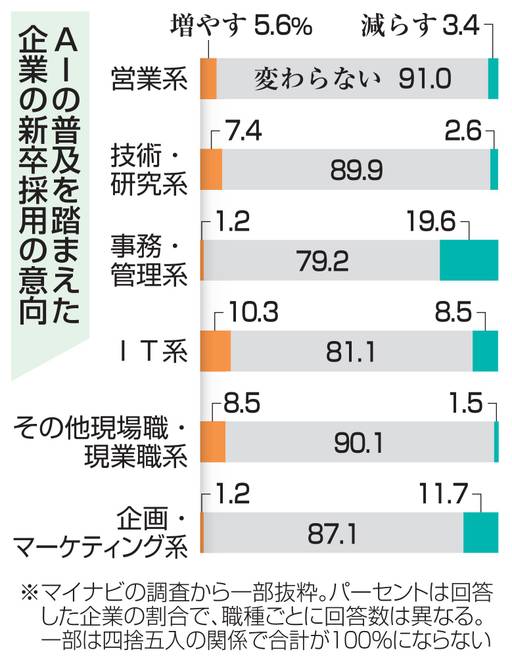 AIの普及を踏まえた
企業の新卒採用の意向
増やす 5.6% 減らす 3.4
営業系 変わらない 91.0
7.4 2.6
技術・
研究系 89.9
1.2 19.6
事務・
管理系 79.2
10.3 8.5
IT系 81.1
8.5 1.5
その他現場職・
現業職系 90.1
1.2 11.7
企画・
マーケティング系 87.1
※マイナビの調査から一部抜粋。パーセントは回答
した企業の割合で、職種ごとに回答数は異なる。
一部は四捨五入の関係で合計が100%にならない